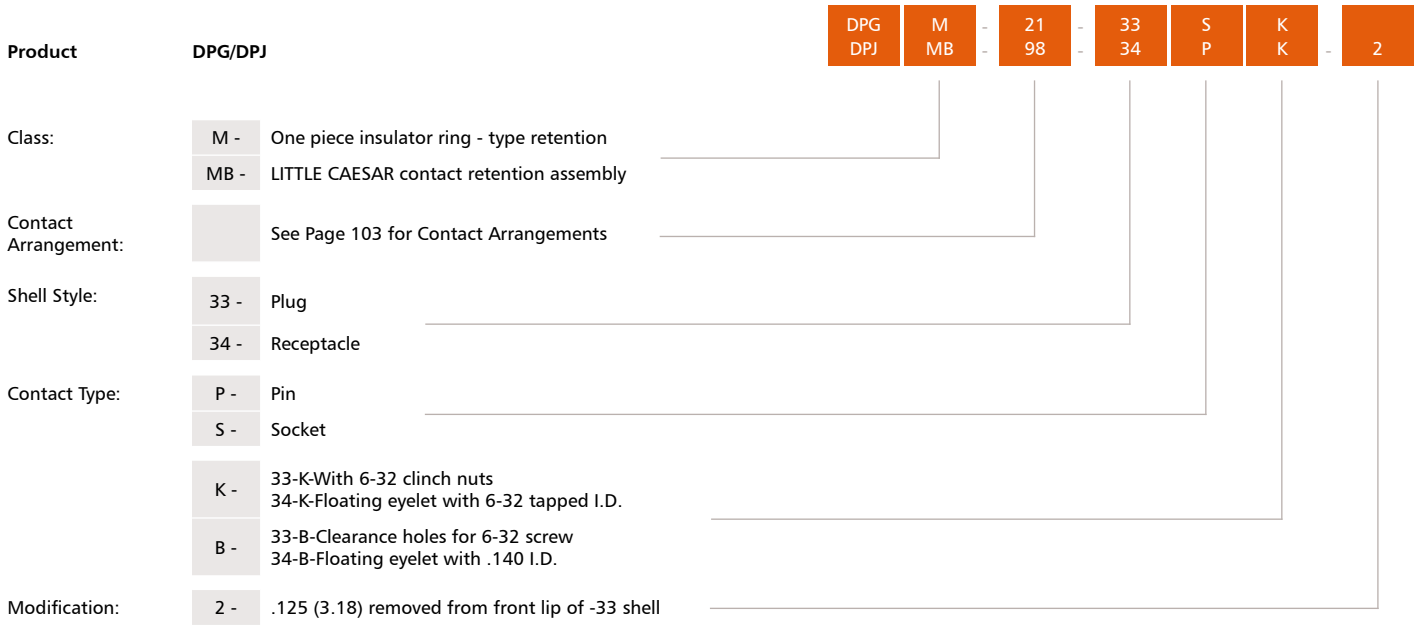 DPG M - 21 - 33 S K
DPJ MB - 98 - 34 P K - 2
Product DPG/DPJ
Class: M - One piece insulator ring - type retention
MB - LITTLE CAESAR contact retention assembly
Contact
Arrangement:
See Page 103 for Contact Arrangements
Shell Style: 33 - Plug
34 - Receptacle
Contact Type: P - Pin
S - Socket
K - 33-K-With 6-32 clinch nuts
34-K-Floating eyelet with 6-32 tapped I.D.
B - 33-B-Clearance holes for 6-32 screw
34-B-Floating eyelet with .140 I.D.
Modification: 2 - .125 (3.18) removed from front lip of -33 shell